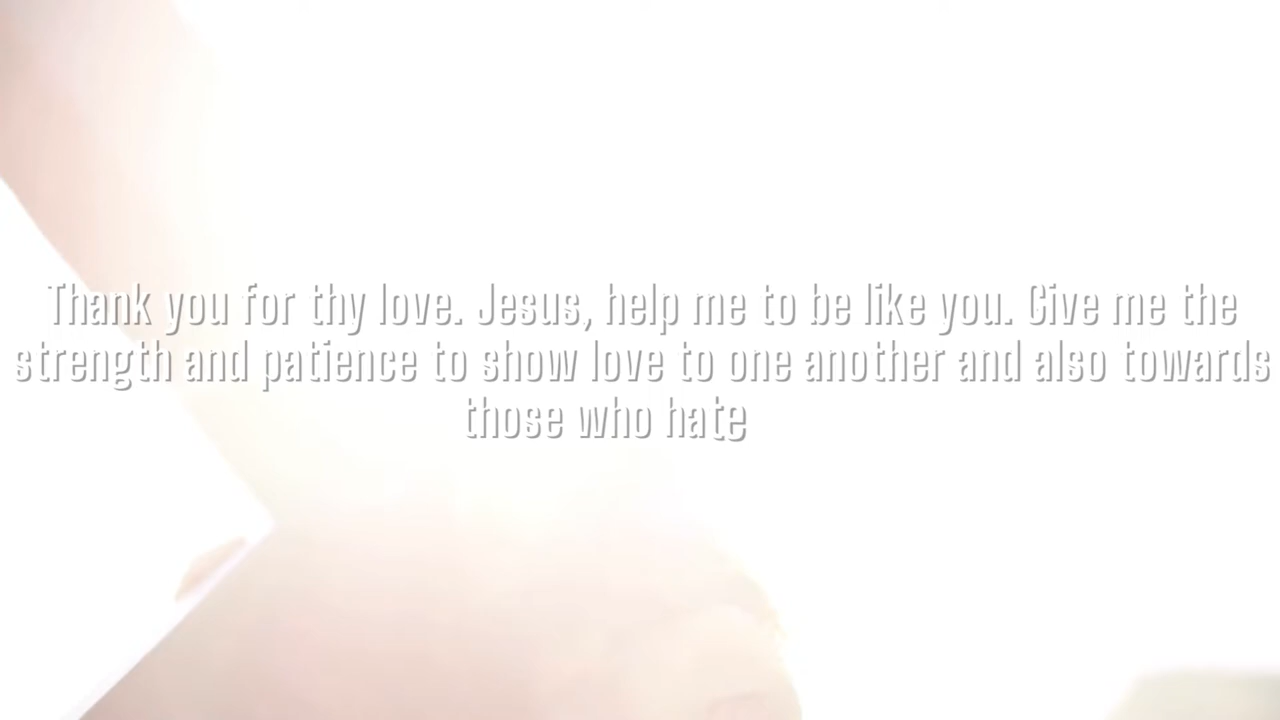 Thank you for thy love. Jesus, help me to be like you. Give me the
strength and patience to show love to one another and also towards
those who hate